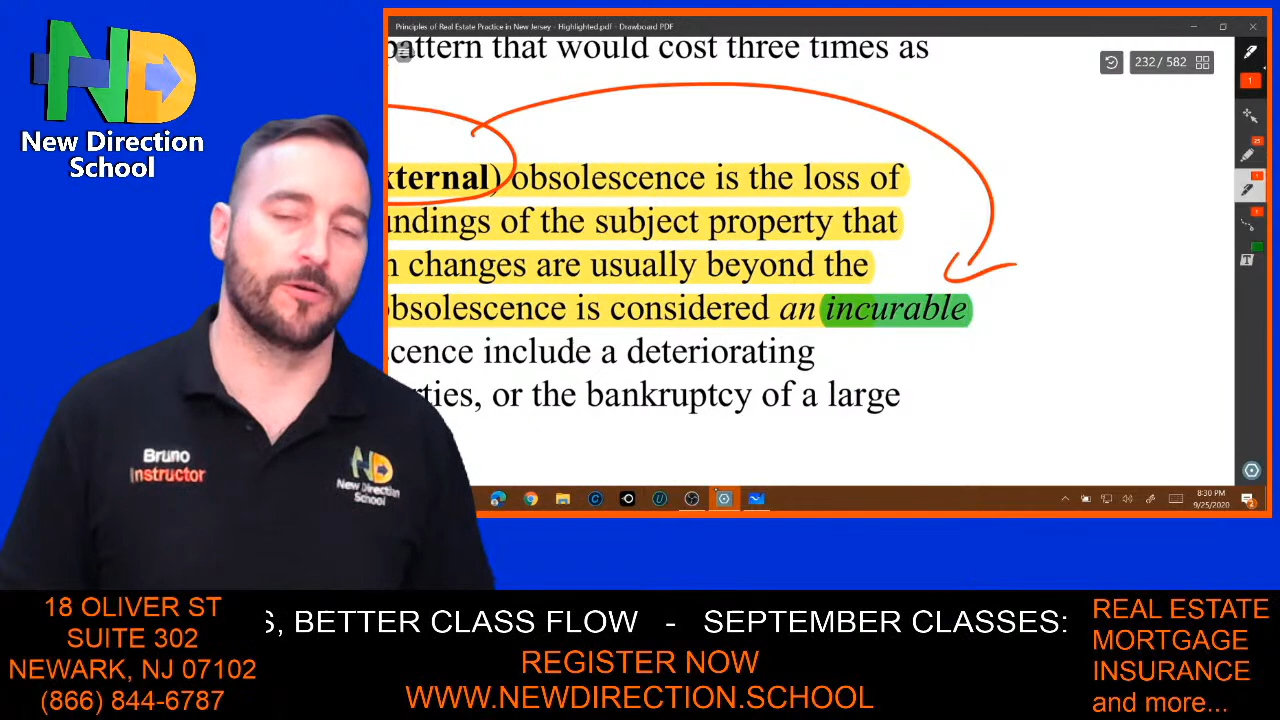 ND
New Direction
School
Principles of Real Estate Practice in New Jersey - Highlighted.pdf - Drawboard PDF
pattern that would cost three times as
232 / 582
xternal) obsolescence is the loss of
undings of the subject property that
n changes are usually beyond the
obsolescence is considered an incurable
scence include a deteriorating
rties, or the bankruptcy of a large
Bruno
Instructor
ND
New Direction
School
8:30 PM
9/25/2020
18 OLIVER ST
SUITE 302
NEWARK, NJ 07102
(866) 844-6787
S, BETTER CLASS FLOW - SEPTEMBER CLASSES:
REGISTER NOW
WWW.NEWDIRECTION.SCHOOL
REAL ESTATE
MORTGAGE
INSURANCE
and more...